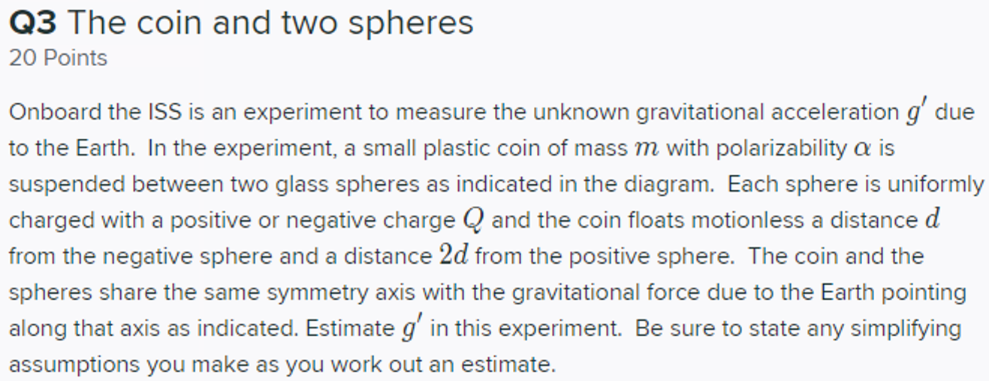 Q3 The coin and two spheres
20 Points
Onboard the ISS is an experiment to measure the unknown gravitational acceleration g′ due
to the Earth.  In the experiment, a small plastic coin of mass m with polarizability α is
suspended between two glass spheres as indicated in the diagram.  Each sphere is uniformly
charged with a positive or negative charge Q and the coin floats motionless a distance d
from the negative sphere and a distance 2d from the positive sphere.  The coin and the
spheres share the same symmetry axis with the gravitational force due to the Earth pointing
along that axis as indicated. Estimate g′ in this experiment.  Be sure to state any simplifying
assumptions you make as you work out an estimate.